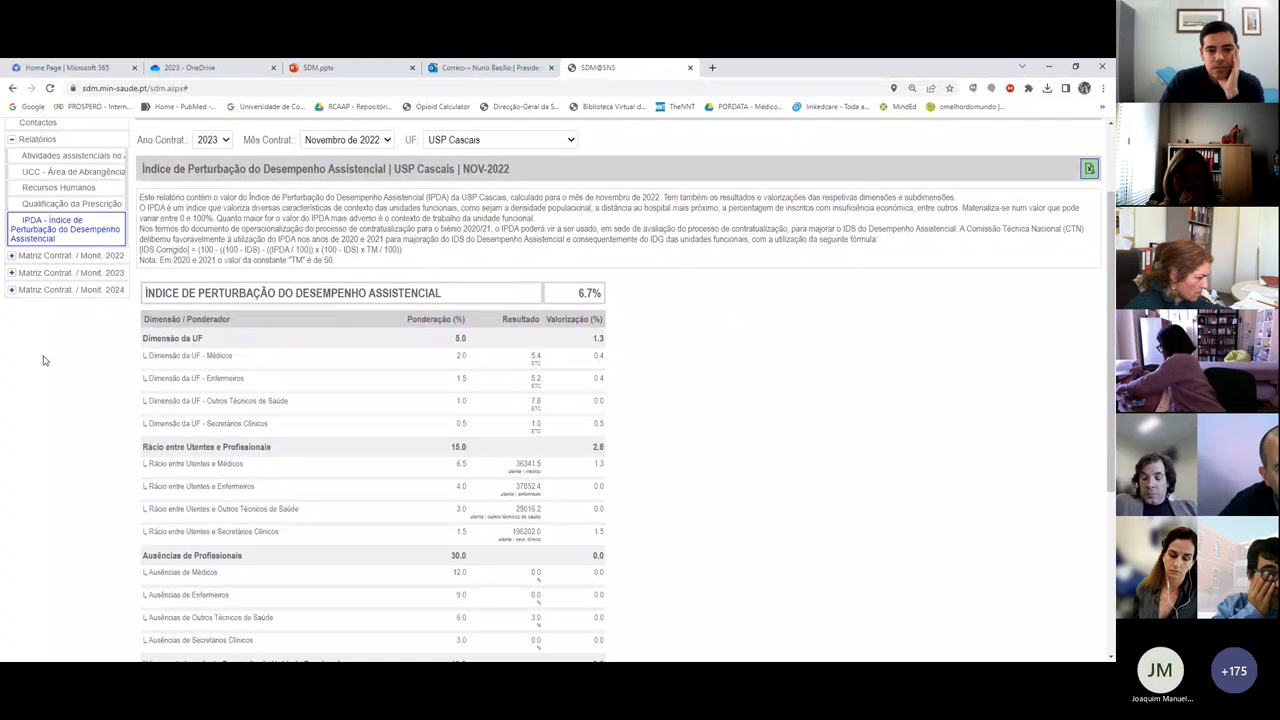 Home Page | Microsoft 365
2023 - OneDrive
SDM.pptx
Correio – Nuno Basílio | Preside
SDM@SNS
sdm.min-saude.pt/sdm.aspx#
Google
PROSPERO - Intern...
Home - PubMed -...
Universidade de Co...
RCAAP - Repositóri...
Opioid Calculator
Direcção-Geral da S...
Biblioteca Virtual d...
TheNNT
PORDATA - Médico...
linkedcare - Toda a...
MindEd
omelhordomundo.j...
Contactos
Relatórios
Atividades assistenciais no
UCC - Área de Abrangência
Recursos Humanos
Qualificação da Prescrição
IPDA - Índice de
Perturbação do Desempenho
Assistencial
Matriz Contrat. / Monit. 2022
Matriz Contrat. / Monit. 2023
Matriz Contrat. / Monit. 2024
Ano Contrat.: 2023 Mês Contrat.: Novembro de 2022 USP Cascais
Índice de Perturbação do Desempenho Assistencial | USP Cascais | NOV-2022
Este relatório contém o valor do Índice de Perturbação do Desempenho Assistencial (IPDA) da USP Cascais, calculado para o mês de novembro de 2022. Tem também os resultados e valorizações das respetivas dimensões e subdimensões.
O IPDA é um índice que valoriza diversas características de contexto das unidades funcionais, como sejam a densidade populacional, a distância ao hospital mais próximo, a percentagem de inscritos com insuficiência económica, entre outros. Materializa-se num valor que pode
variar entre 0 e 100%. Quanto maior for o valor do IPDA mais adverso é o contexto de trabalho da unidade funcional.
Nos termos do documento de operacionalização do processo de contratualização para o biénio 2020/21, o IPDA poderá vir a ser usado, em sede de avaliação do processo de contratualização, para majorar o IDS do Desempenho Assistencial. A Comissão Técnica Nacional (CTN)
deliberou favoravelmente à utilização do IPDA nos anos de 2020 e 2021 para majoração do IDS do Desempenho Assistencial e consequentemente do IDG das unidades funcionais, com a utilização da seguinte fórmula:
[IDS Corrigido] = (100 - ((100 - IDS) - ((IPDA / 100)) x (100 - IDS) x TM / 100))
Nota: Em 2020 e 2021 o valor da constante "TM" é de 50.
ÍNDICE DE PERTURBAÇÃO DO DESEMPENHO ASSISTENCIAL 6.7%
Dimensão / Ponderador Ponderação (%) Resultado Valorização (%)
Dimensão da UF 5.0 1.3
Dimensão da UF - Médicos 2.0 5.4 0.4
ETC
Dimensão da UF - Enfermeiros 1.5 5.2 0.4
ETC
Dimensão da UF - Outros Técnicos de Saúde 1.0 7.8 0.0
ETC
Dimensão da UF - Secretários Clínicos 0.5 1.0 0.5
ETC
Rácio entre Utentes e Profissionais 15.0 2.8
Rácio entre Utentes e Médicos 6.5 36341.5 1.3
utente / médico
Rácio entre Utentes e Enfermeiros 4.0 37852.4 0.0
utente / enfermeiro
Rácio entre Utentes e Outros Técnicos de Saúde 3.0 25016.2 0.0
utente / outros técnicos de saúde
Rácio entre Utentes e Secretários Clínicos 1.5 196202.0 1.5
utente / secr. clínico
Ausências de Profissionais 30.0 0.0
Ausências de Médicos 12.0 0.0 0.0
%
Ausências de Enfermeiros 9.0 0.0 0.0
%
Ausências de Outros Técnicos de Saúde 6.0 3.0 0.0
%
Ausências de Secretários Clínicos 3.0 0.0 0.0
%
JM
+175
Joaquim Manuel...